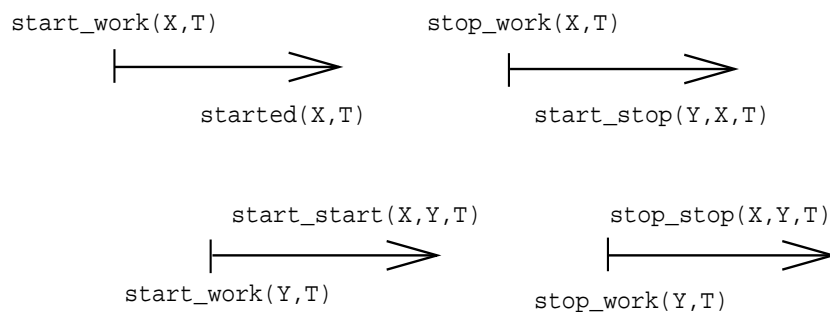 start_work(X,T)
stop_work(X,T)
started(X,T)
start_stop(Y,X,T)
start_start(X,Y,T)
stop_stop(X,Y,T)
start_work(Y,T)
stop_work(Y,T)